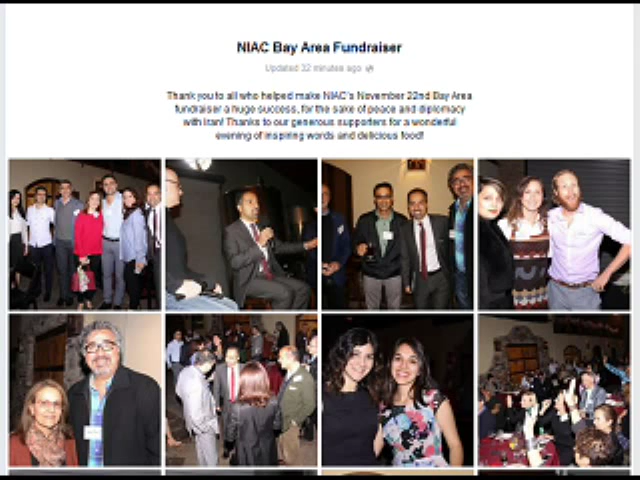 NIAC Bay Area Fundraiser
Updated 32 minutes ago
Thank you to all who helped make NIAC's November 22nd Bay Area
fundraiser a huge success, for the sake of peace and diplomacy
with Iran! Thanks to our generous supporters for a wonderful
evening of inspiring words and delicious food!